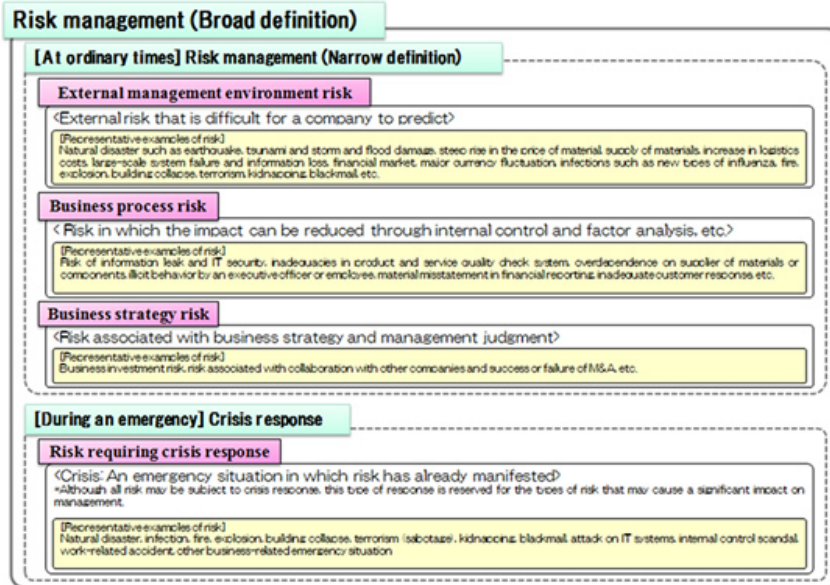 Risk management (Broad definition)
[At ordinary times] Risk management (Narrow definition)
External management environment risk
<External risk that is difficult for a company to predict>
[Representative examples of risk]
Natural disaster such as earthquake, tsunami and storm and flood damage, steep rise in the price of material, supply of materials, increase in logistics
costs, large-scale system failure and information loss, financial market, major currency fluctuation, infections such as new types of influenza, fire,
explosion, building collapse, terrorism, kidnapping, blackmail, etc.
Business process risk
< Risk in which the impact can be reduced through internal control and factor analysis, etc.>
[Representative examples of risk]
Risk of information leak and IT security, inadequacies in product and service quality check system, overdependence on supplier of materials or
components, illicit behavior by an executive officer or employee, material misstatement in financial reporting, inadequate customer response, etc.
Business strategy risk
<Risk associated with business strategy and management judgment>
[Representative examples of risk]
Business investment risk, risk associated with collaboration with other companies and success or failure of M&A, etc.
[During an emergency] Crisis response
Risk requiring crisis response
<Crisis: An emergency situation in which risk has already manifested>
*Although all risk may be subject to crisis response, this type of response is reserved for the types of risk that may cause a significant impact on
management.
[Representative examples of risk]
Natural disaster, infection, fire, explosion, building collapse, terrorism (sabotage), kidnapping, blackmail, attack on IT systems, internal control scandal,
work-related accident, other business-related emergency situation